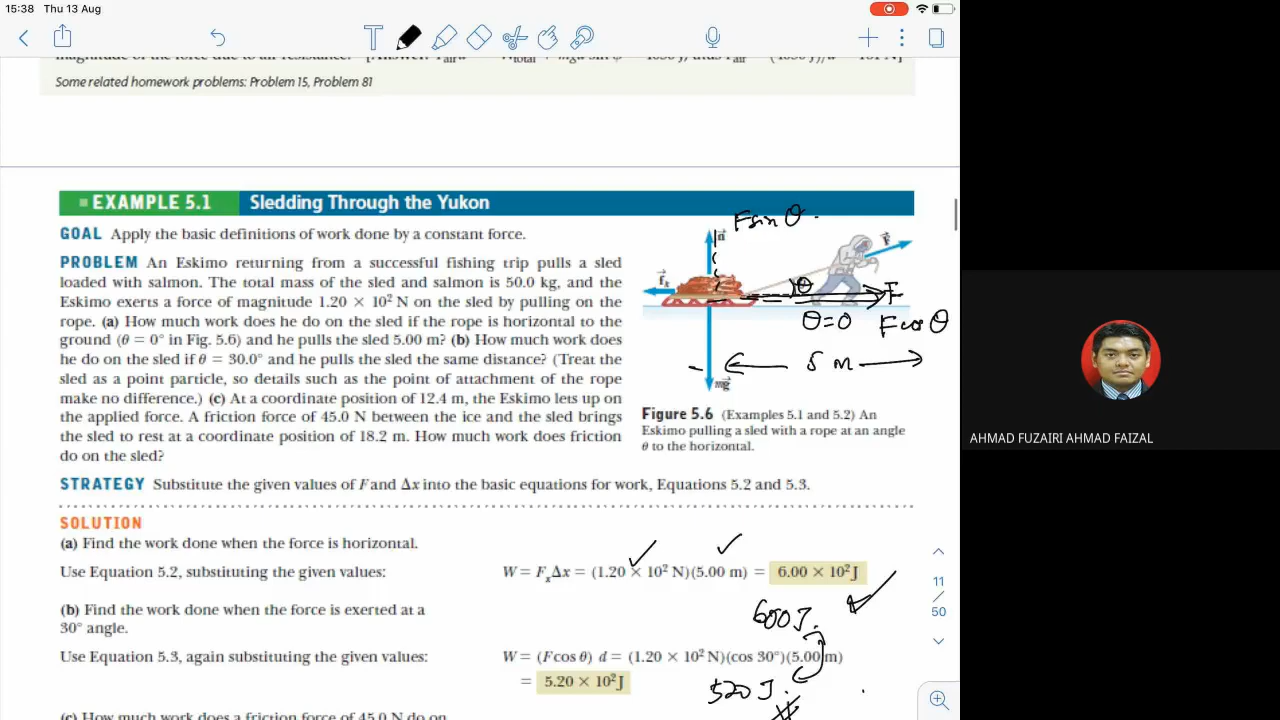 15:38 Thu 13 Aug
Some related homework problems: Problem 15, Problem 81
EXAMPLE 5.1 Sledding Through the Yukon
GOAL Apply the basic definitions of work done by a constant force.
PROBLEM An Eskimo returning from a successful fishing trip pulls a sled
loaded with salmon. The total mass of the sled and salmon is 50.0 kg, and the
Eskimo exerts a force of magnitude 1.20 × 10² N on the sled by pulling on the
rope. (a) How much work does he do on the sled if the rope is horizontal to the
ground (θ = 0° in Fig. 5.6) and he pulls the sled 5.00 m? (b) How much work does
he do on the sled if θ = 30.0° and he pulls the sled the same distance? (Treat the
sled as a point particle, so details such as the point of attachment of the rope
make no difference.) (c) At a coordinate position of 12.4 m, the Eskimo lets up on
the applied force. A friction force of 45.0 N between the ice and the sled brings
the sled to rest at a coordinate position of 18.2 m. How much work does friction
do on the sled?
F sin θ
n
F
f k
θ
F
θ=0 F cos θ
5 m
mg
Figure 5.6 (Examples 5.1 and 5.2) An
Eskimo pulling a sled with a rope at an angle
θ to the horizontal.
STRATEGY Substitute the given values of F and Δx into the basic equations for work, Equations 5.2 and 5.3.
SOLUTION
(a) Find the work done when the force is horizontal.
Use Equation 5.2, substituting the given values: W = FₓΔx = (1.20 × 10² N)(5.00 m) = 6.00 × 10² J
600 J.
(b) Find the work done when the force is exerted at a
30° angle.
Use Equation 5.3, again substituting the given values: W = (F cos θ) d = (1.20 × 10² N)(cos 30°)(5.00 m)
= 5.20 × 10² J
520 J.
(c) How much work does a friction force of 45.0 N do on
11
/
50
AHMAD FUZAIRI AHMAD FAIZAL